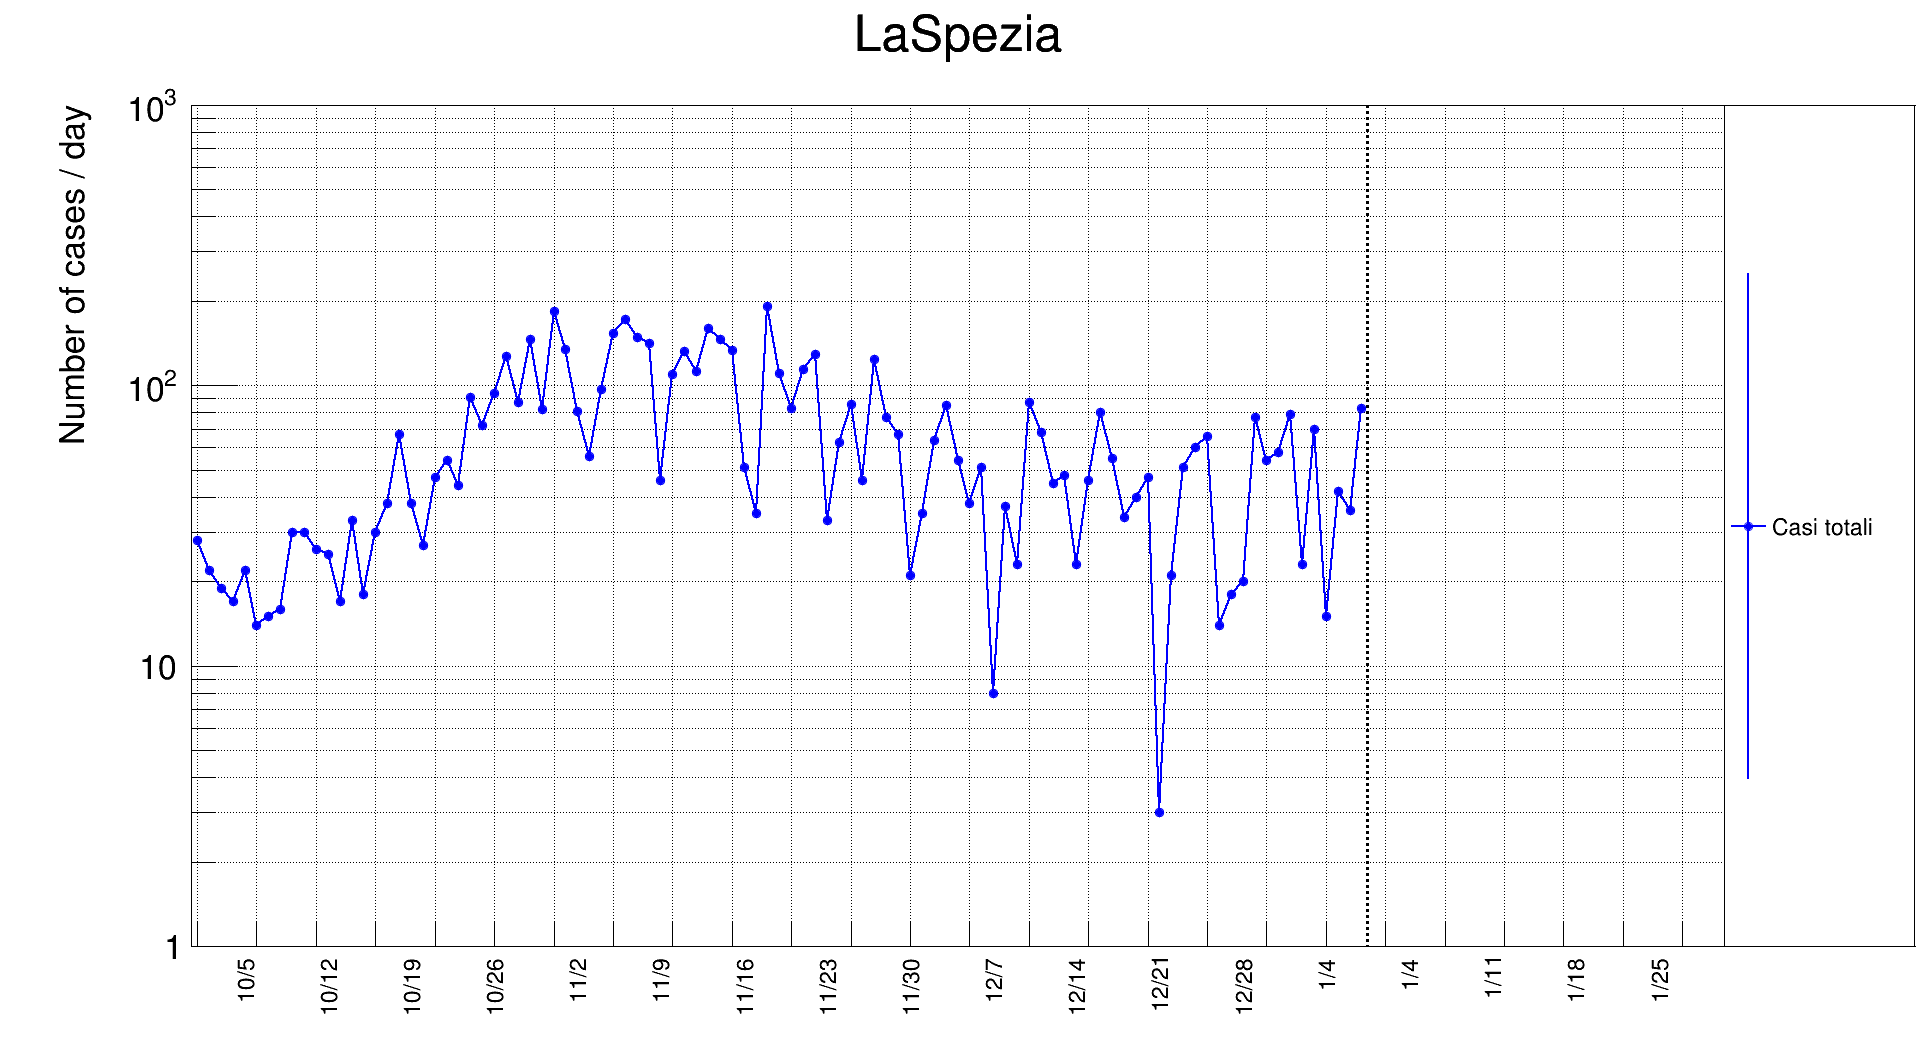 LaSpezia
Number of cases / day
10³
10²
10
1
10/5 10/12 10/19 10/26 11/2 11/9 11/16 11/23 11/30 12/7 12/14 12/21 12/28 1/4 1/4 1/11 1/18 1/25
Casi totali